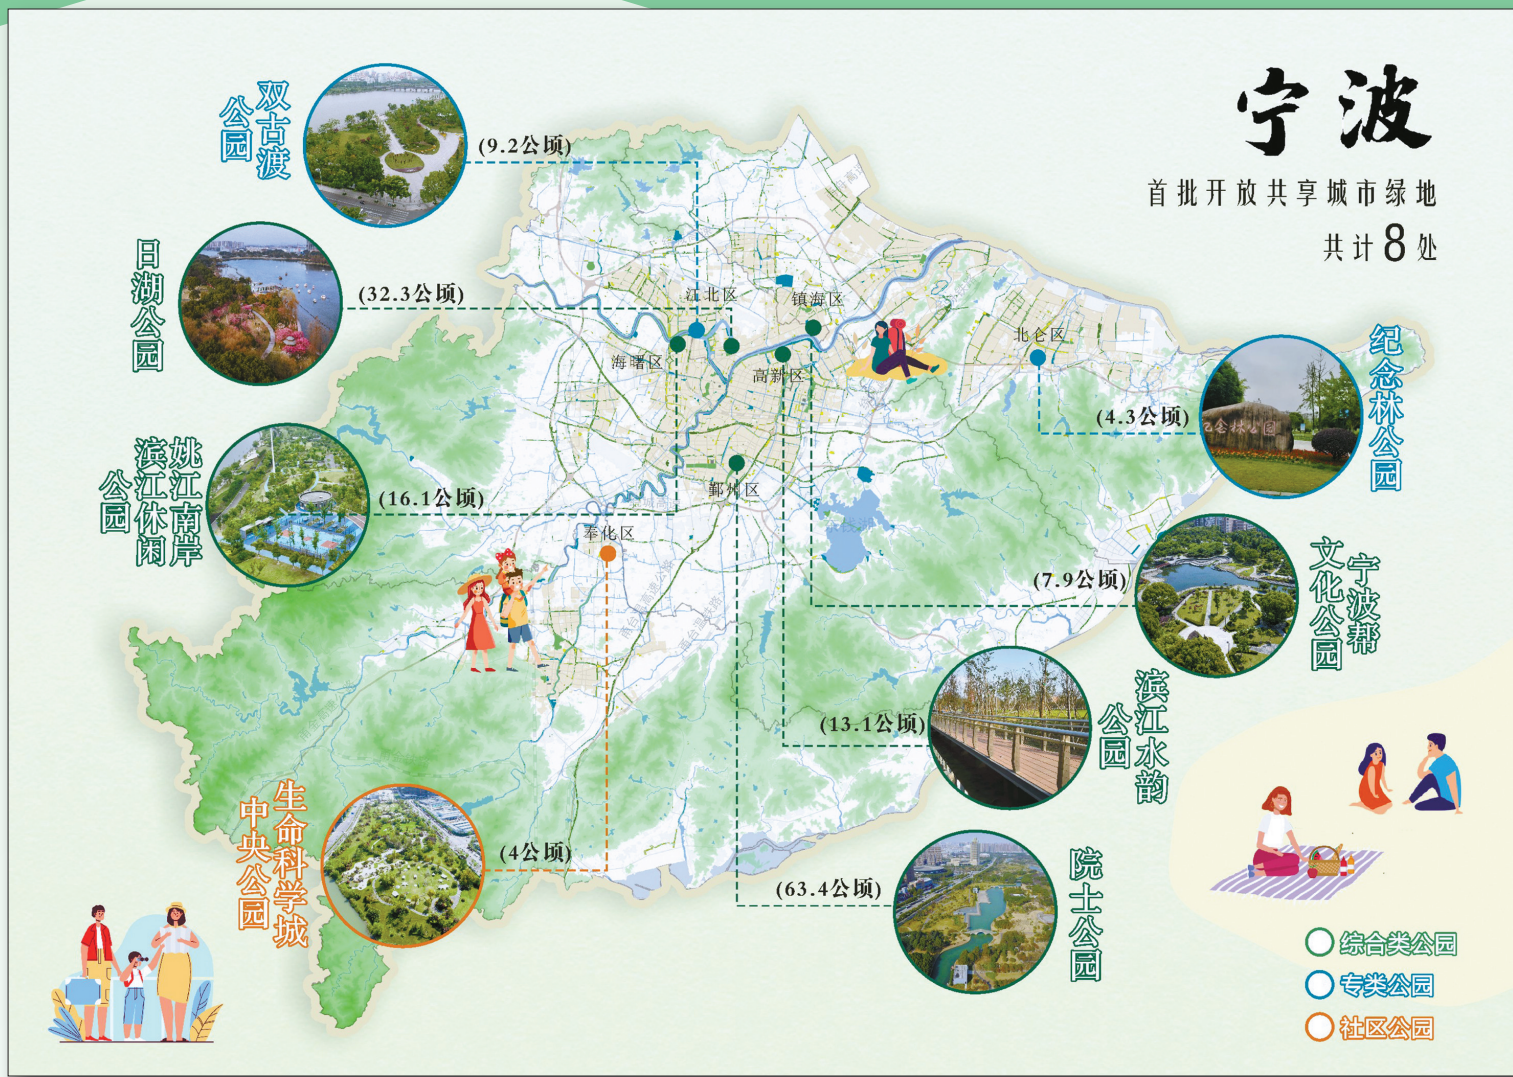 宁波
首批开放共享城市绿地
共计8处
双古渡
公园
(9.2公顷)
日湖公园
(32.3公顷)
姚江南岸
滨江休闲
公园
(16.1公顷)
生命科学城
中央公园
(4公顷)
江北区
镇海区
海曙区
高新区
北仑区
鄞州区
奉化区
纪念林公园
(4.3公顷)
宁波帮
文化公园
(7.9公顷)
滨江水韵
公园
(13.1公顷)
院士公园
(63.4公顷)
综合类公园
专类公园
社区公园